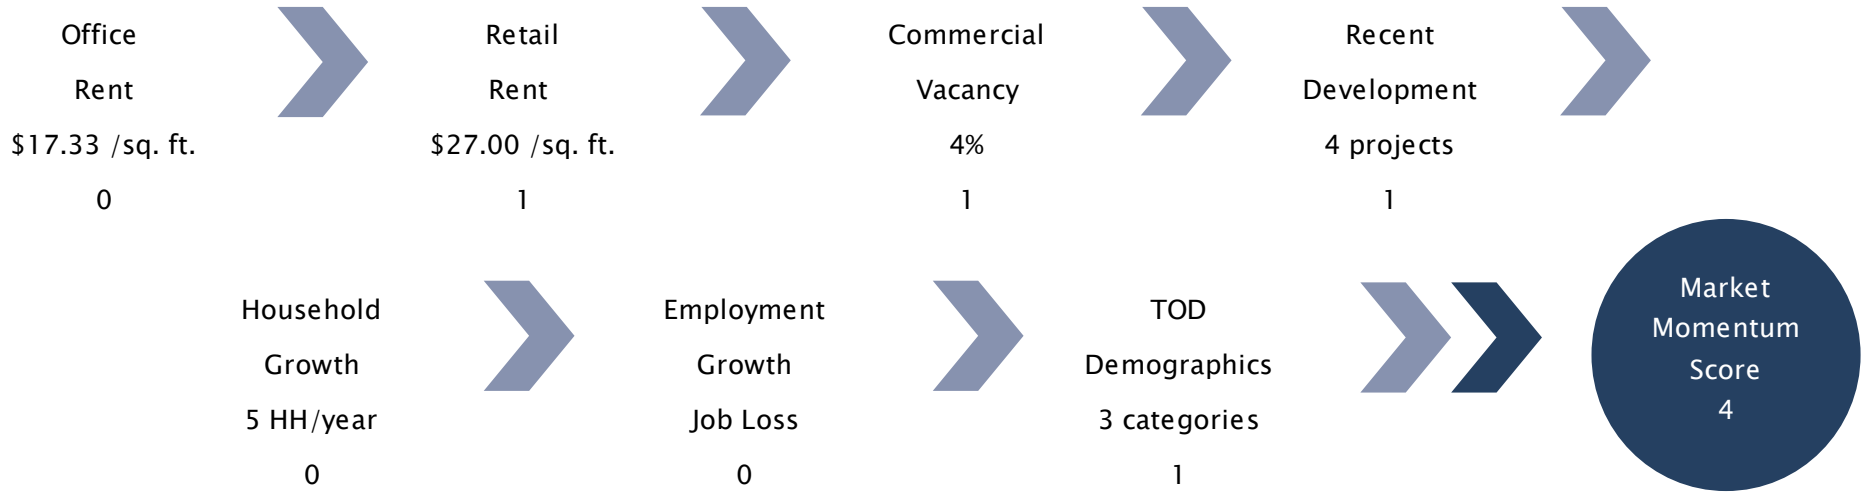 Office
Rent
$17.33 /sq. ft.
0
Retail
Rent
$27.00 /sq. ft.
1
Commercial
Vacancy
4%
1
Recent
Development
4 projects
1
Household
Growth
5 HH/year
0
Employment
Growth
Job Loss
0
TOD
Demographics
3 categories
1
Market
Momentum
Score
4